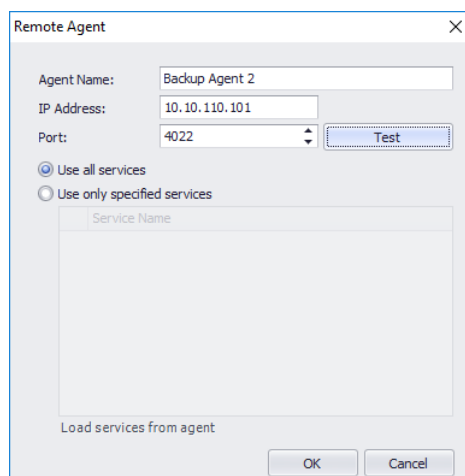 Remote Agent
Agent Name: Backup Agent 2
IP Address: 10.10.110.101
Port: 4022 Test
Use all services
Use only specified services
Service Name
Load services from agent
OK Cancel